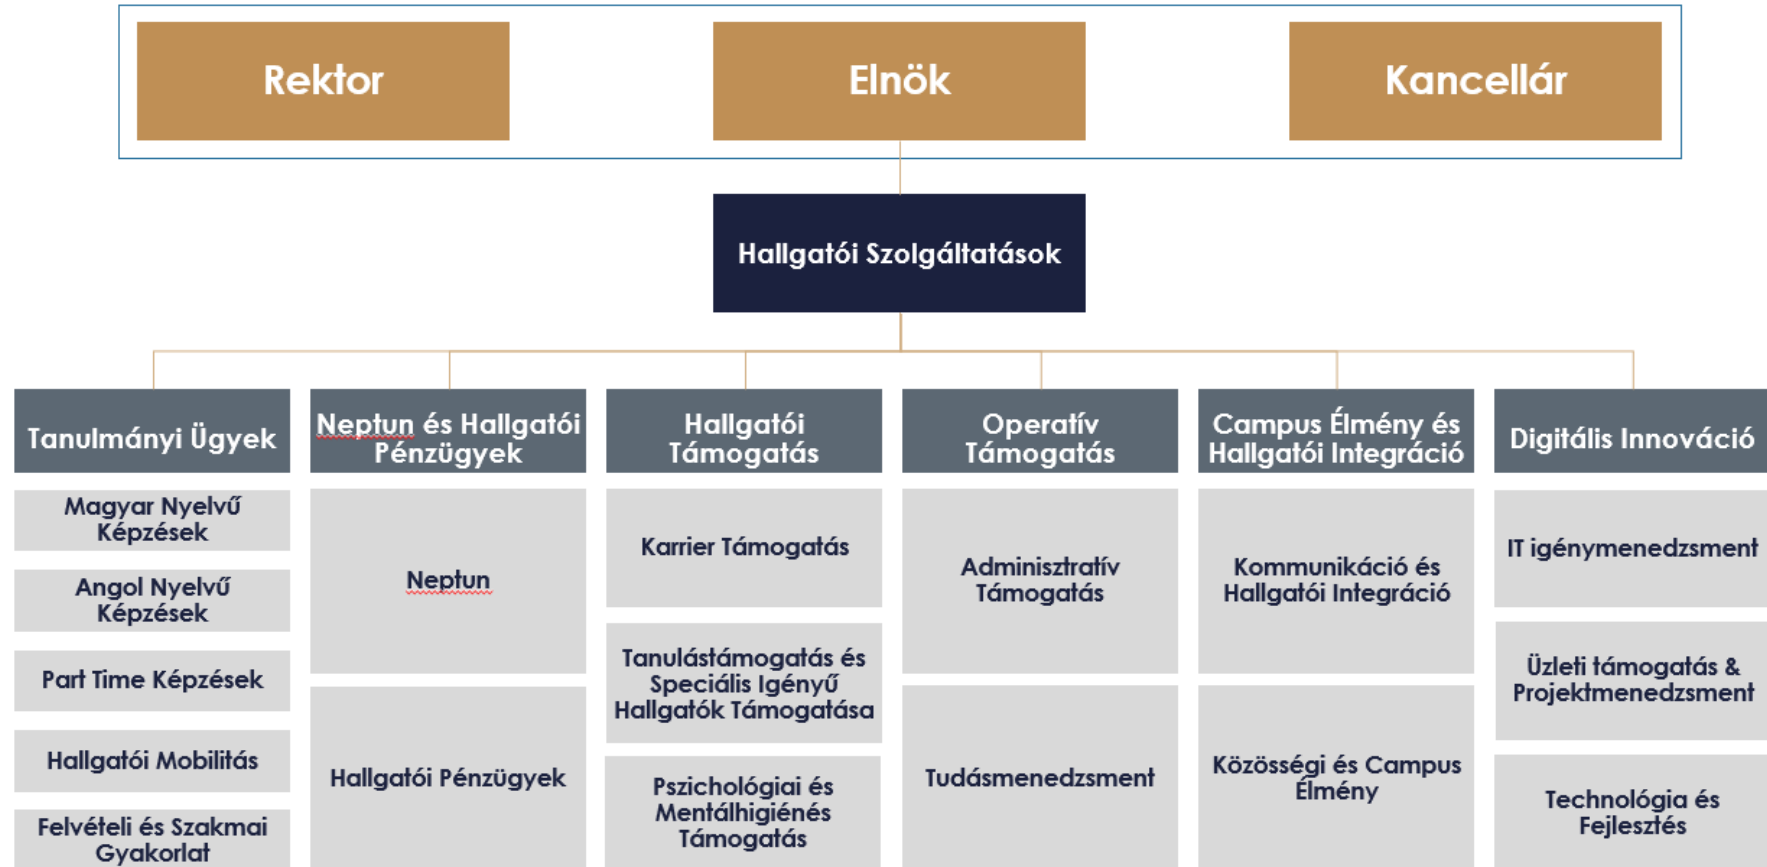 Rektor
Elnök
Kancellár
Hallgatói Szolgáltatások
Tanulmányi Ügyek
Magyar Nyelvű
Képzések
Angol Nyelvű
Képzések
Part Time Képzések
Hallgatói Mobilitás
Felvételi és Szakmai
Gyakorlat
Neptun és Hallgatói
Pénzügyek
Neptun
Hallgatói Pénzügyek
Hallgatói
Támogatás
Karrier Támogatás
Tanulástámogatás és
Speciális Igényű
Hallgatók Támogatása
Pszichológiai és
Mentálhigiénés
Támogatás
Operatív
Támogatás
Adminisztratív
Támogatás
Tudásmenedzsment
Campus Élmény és
Hallgatói Integráció
Kommunikáció és
Hallgatói Integráció
Közösségi és Campus
Élmény
Digitális Innováció
IT igénymenedzsment
Üzleti támogatás &
Projektmenedzsment
Technológia és
Fejlesztés